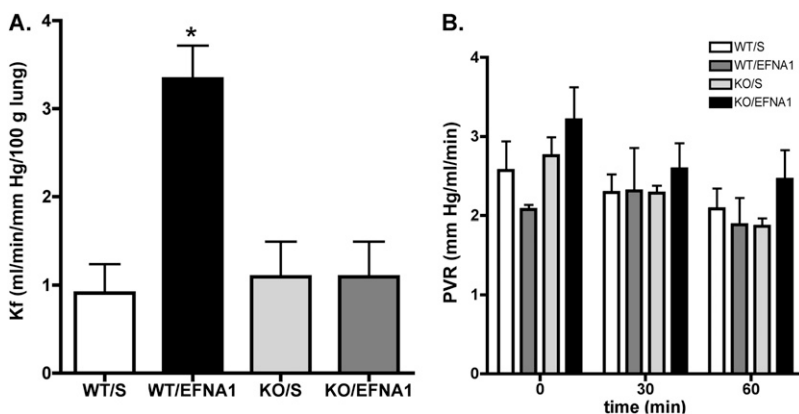 A.
Kf (ml/min/mm Hg/100 g lung)
4
3
2
1
0
*
WT/S
WT/EFNA1
KO/S
KO/EFNA1
B.
PVR (mm Hg/ml/min)
4
3
2
1
0
WT/S
WT/EFNA1
KO/S
KO/EFNA1
0
30
60
time (min)